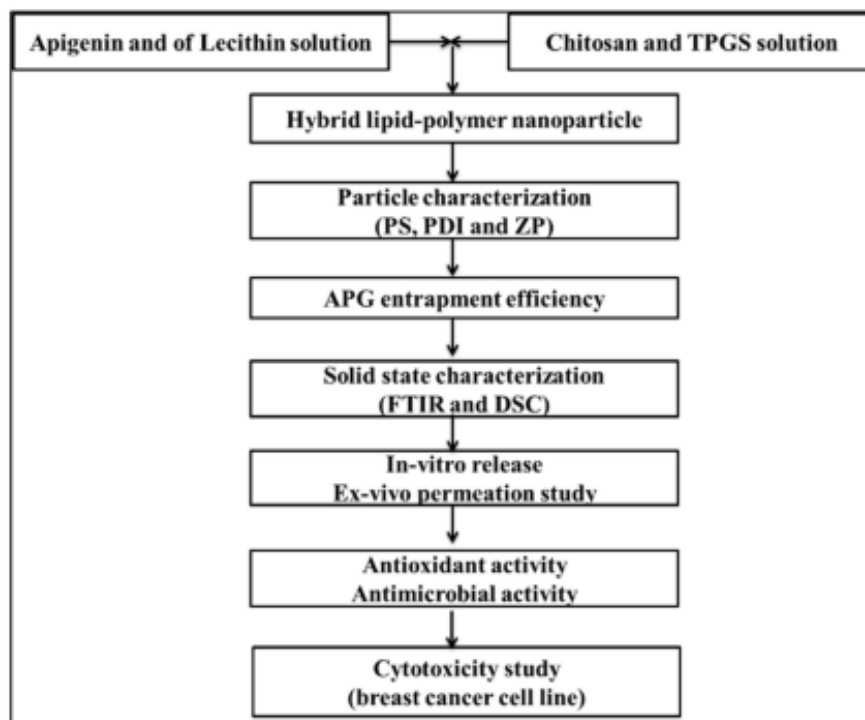 Apigenin and of Lecithin solution
Chitosan and TPGS solution
Hybrid lipid-polymer nanoparticle
Particle characterization
(PS, PDI and ZP)
APG entrapment efficiency
Solid state characterization
(FTIR and DSC)
In-vitro release
Ex-vivo permeation study
Antioxidant activity
Antimicrobial activity
Cytotoxicity study
(breast cancer cell line)